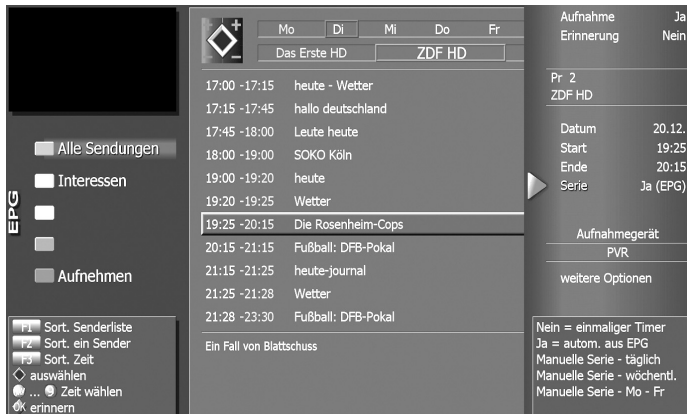 Mo Di Mi Do Fr
Das Erste HD ZDF HD
17:00 -17:15 heute - Wetter
17:15 -17:45 hallo deutschland
17:45 -18:00 Leute heute
18:00 -19:00 SOKO Köln
19:00 -19:20 heute
19:20 -19:25 Wetter
19:25 -20:15 Die Rosenheim-Cops
20:15 -21:15 Fußball: DFB-Pokal
21:15 -21:25 heute-journal
21:25 -21:28 Wetter
21:28 -23:30 Fußball: DFB-Pokal
Ein Fall von Blattschuss
EPG
Alle Sendungen
Interessen
Aufnehmen
F1 Sort. Senderliste
F2 Sort. ein Sender
F3 Sort. Zeit
auswählen
... 9 Zeit wählen
OK erinnern
Aufnahme Ja
Erinnerung Nein
Pr 2
ZDF HD
Datum 20.12.
Start 19:25
Ende 20:15
Serie Ja (EPG)
Aufnahmegerät
PVR
weitere Optionen
Nein = einmaliger Timer
Ja = autom. aus EPG
Manuelle Serie - täglich
Manuelle Serie - wöchentl.
Manuelle Serie - Mo - Fr